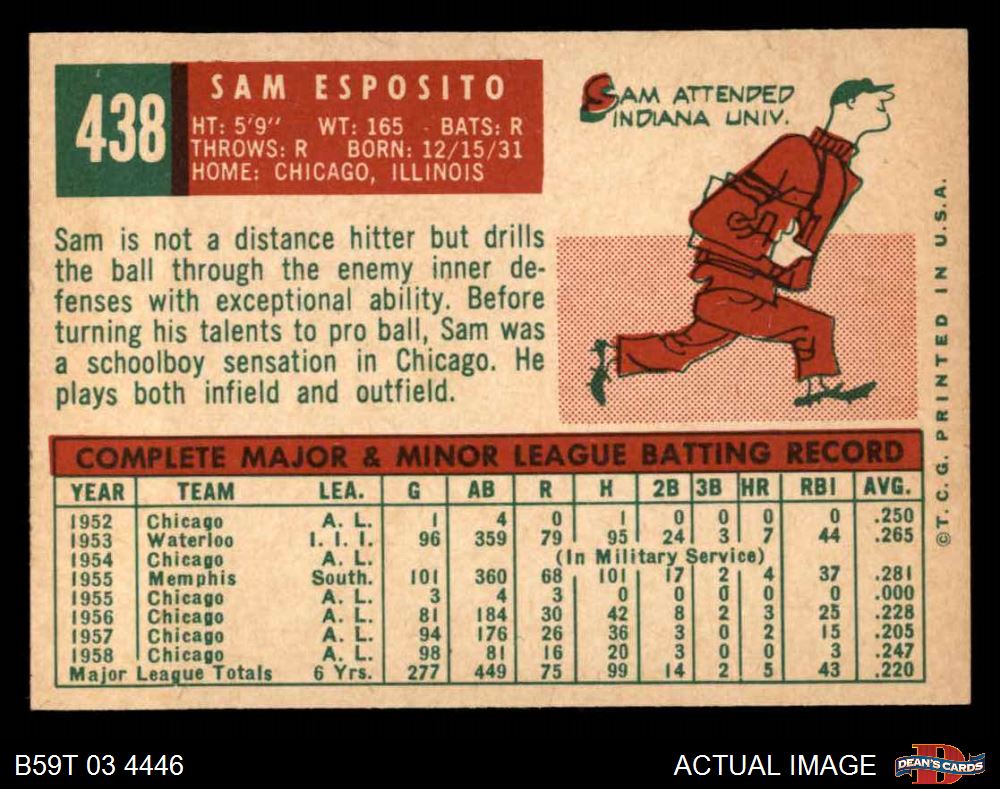 438
SAM ESPOSITO
HT: 5'9" WT: 165 - BATS: R
THROWS: R BORN: 12/15/31
HOME: CHICAGO, ILLINOIS
SAM ATTENDED
INDIANA UNIV.
Sam is not a distance hitter but drills
the ball through the enemy inner de-
fenses with exceptional ability. Before
turning his talents to pro ball, Sam was
a schoolboy sensation in Chicago. He
plays both infield and outfield.
COMPLETE MAJOR & MINOR LEAGUE BATTING RECORD
YEAR TEAM LEA. G AB R H 2B 3B HR RBI AVG.
1952 Chicago A. L. 1 4 0 1 0 0 0 0 .250
1953 Waterloo I. I. I. 96 359 79 95 24 3 7 44 .265
1954 Chicago A. L. (In Military Service)
1955 Memphis South. 101 360 68 101 17 2 4 37 .281
1955 Chicago A. L. 3 4 3 0 0 0 0 0 .000
1956 Chicago A. L. 81 184 30 42 8 2 3 25 .228
1957 Chicago A. L. 94 176 26 36 3 0 2 15 .205
1958 Chicago A. L. 98 81 16 20 3 0 0 3 .247
Major League Totals 6 Yrs. 277 449 75 99 14 2 5 43 .220
© T. C. G. PRINTED IN U.S.A.
B59T 03 4446
ACTUAL IMAGE
DEAN'S CARDS